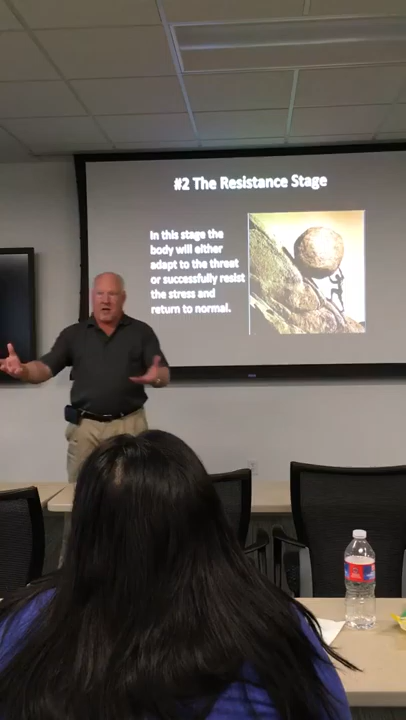 #2 The Resistance Stage
In this stage the
body will either
adapt to the threat
or successfully resist
the stress and
return to normal.